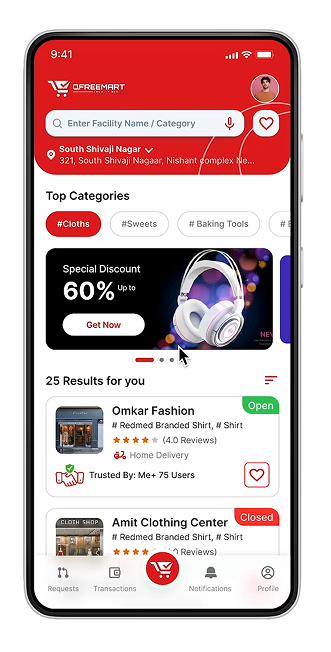 9:41
QFREEMART
Enter Facility Name / Category
South Shivaji Nagar
321, South Shivaji Nagaar, Nishant complex Ne...
Top Categories
#Cloths
#Sweets
# Baking Tools
Special Discount
60% Up to
Get Now
NEV
25 Results for you
Omkar Fashion
Open
# Redmed Branded Shirt, # Shirt
(4.0 Reviews)
Home Delivery
Trusted By: Me+ 75 Users
CLOTH SHOP
Amit Clothing Center
Closed
# Redmed Branded Shirt, # Shirt
.0 Reviews)
Requests
Transactions
Notifications
Profile